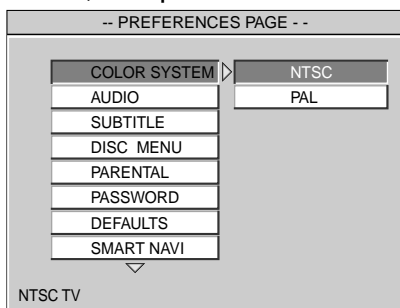 -- PREFERENCES PAGE - -
COLOR SYSTEM NTSC
AUDIO PAL
SUBTITLE
DISC MENU
PARENTAL
PASSWORD
DEFAULTS
SMART NAVI
NTSC TV